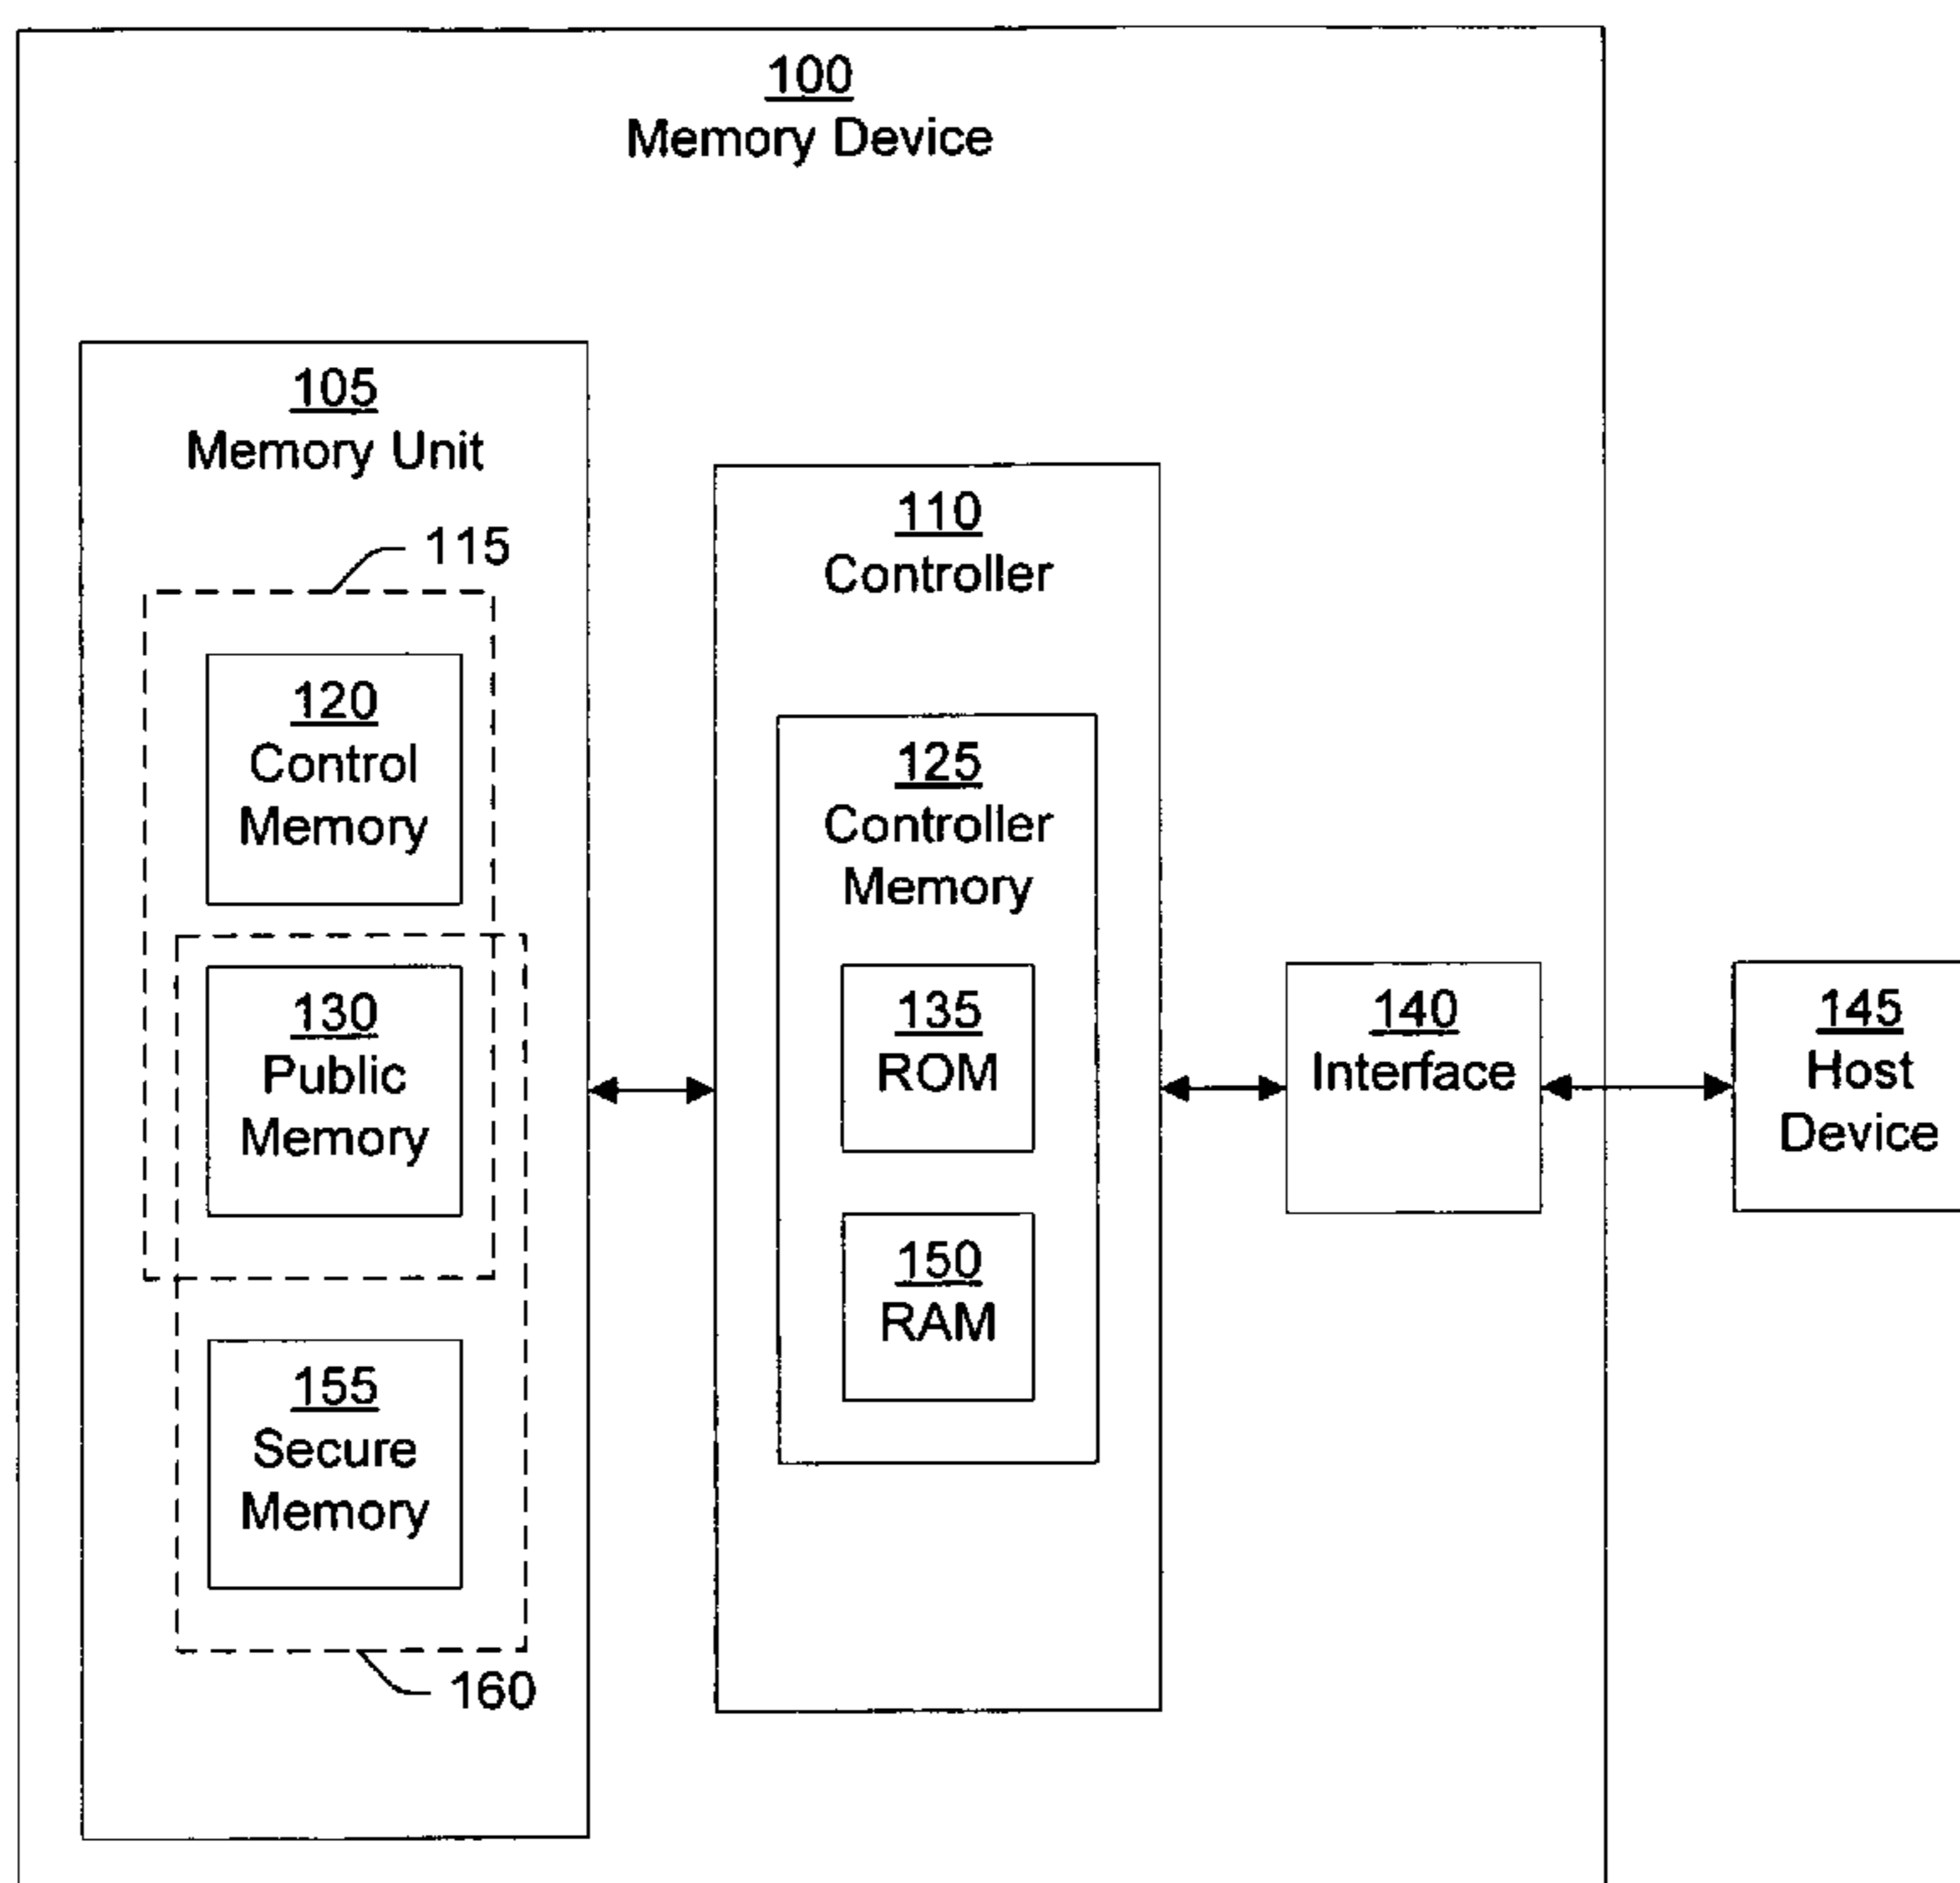 100
Memory Device
105
Memory Unit
115
120
Control
Memory
130
Public
Memory
155
Secure
Memory
160
110
Controller
125
Controller
Memory
135
ROM
150
RAM
140
Interface
145
Host
Device